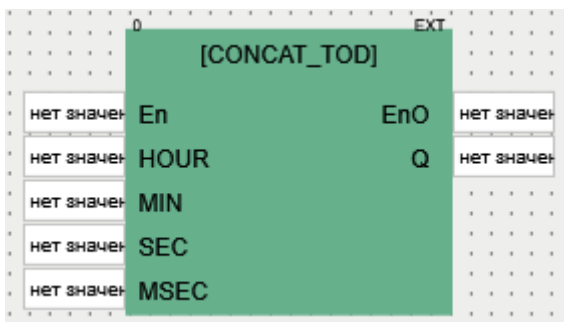 0 EXT
[CONCAT_TOD]
нет значен En EnO нет значен
нет значен HOUR Q нет значен
нет значен MIN
нет значен SEC
нет значен MSEC